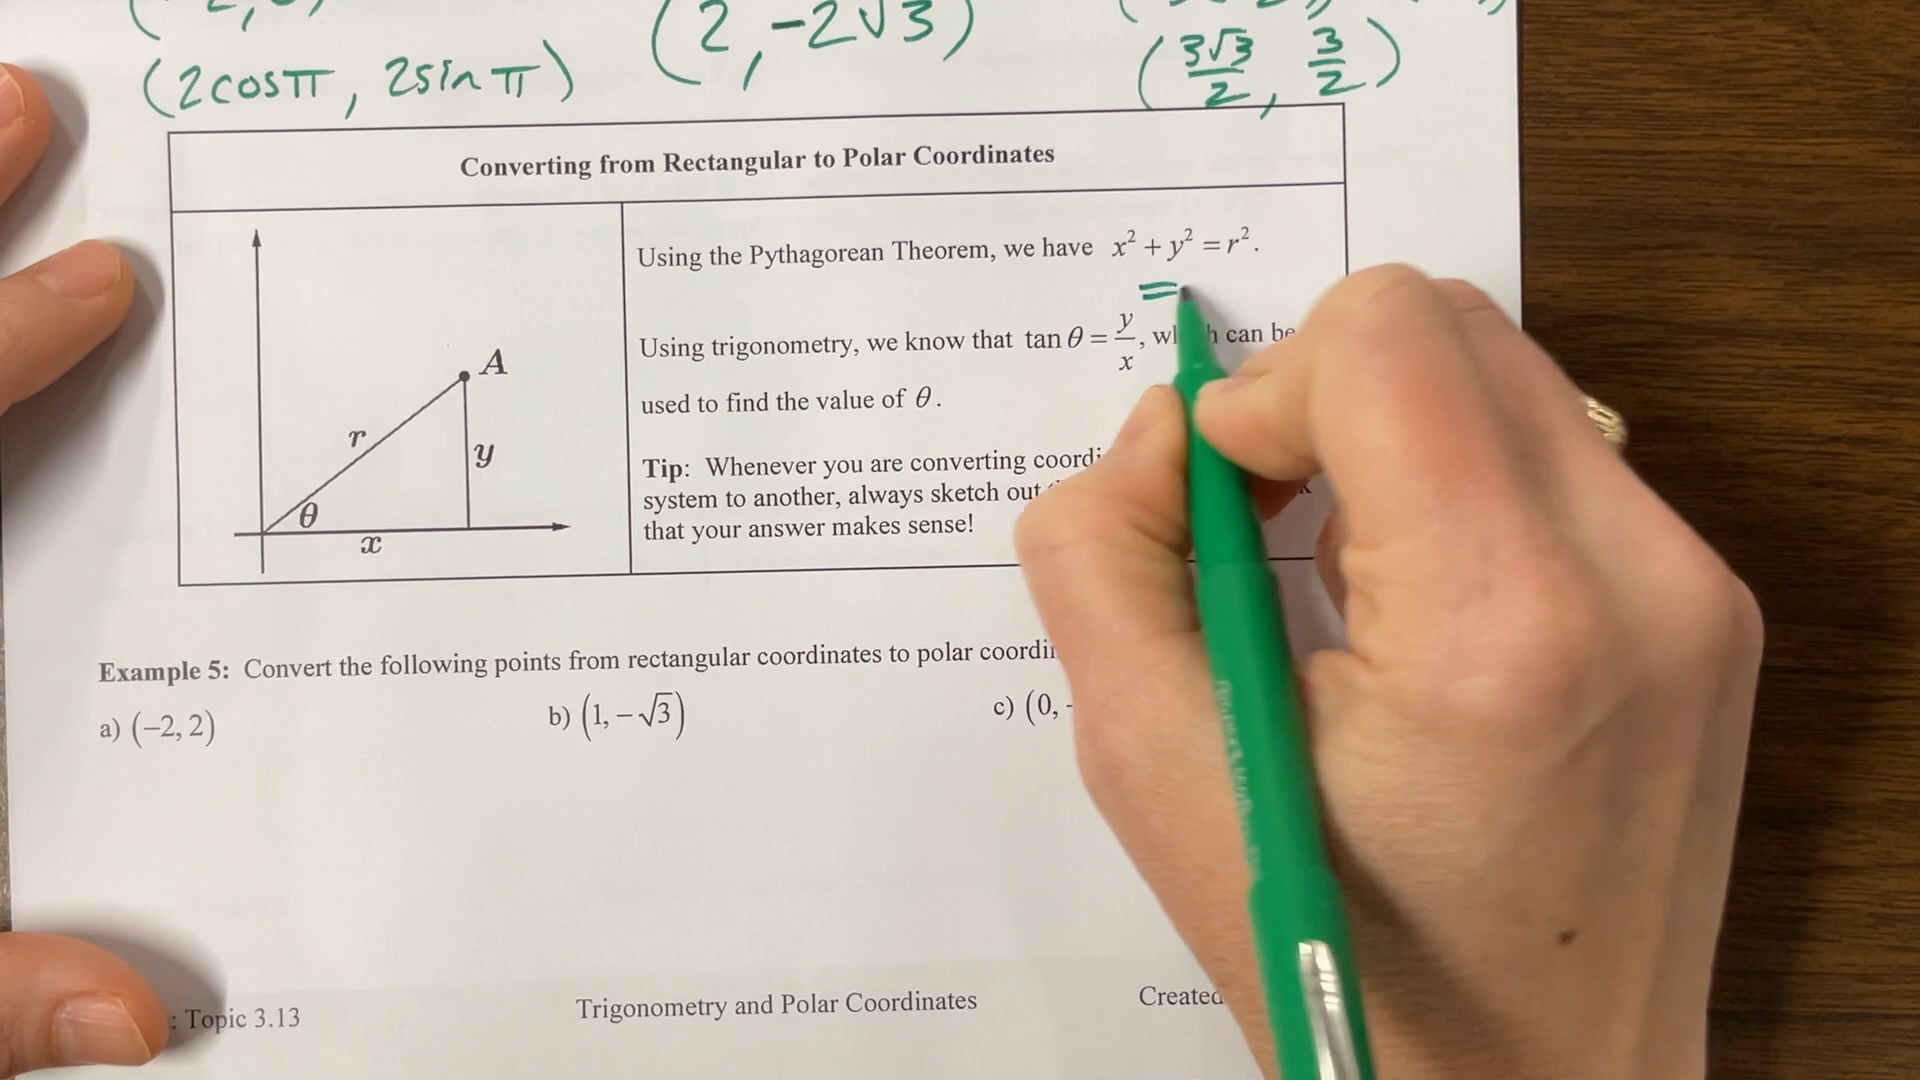 (2cosπ, 2sinπ)
(2, -2√3)
(3√3/2, 3/2)
Converting from Rectangular to Polar Coordinates
A
r
y
θ
x
Using the Pythagorean Theorem, we have x² + y² = r².
=
Using trigonometry, we know that tan θ = y/x, which can be
used to find the value of θ.
Tip: Whenever you are converting
system to another, always sketch out
that your answer makes sense!
Example 5: Convert the following points from rectangular coordinates to polar
a) (−2, 2)
b) (1, −√3)
c) (0, -
: Topic 3.13
Trigonometry and Polar Coordinates
Created